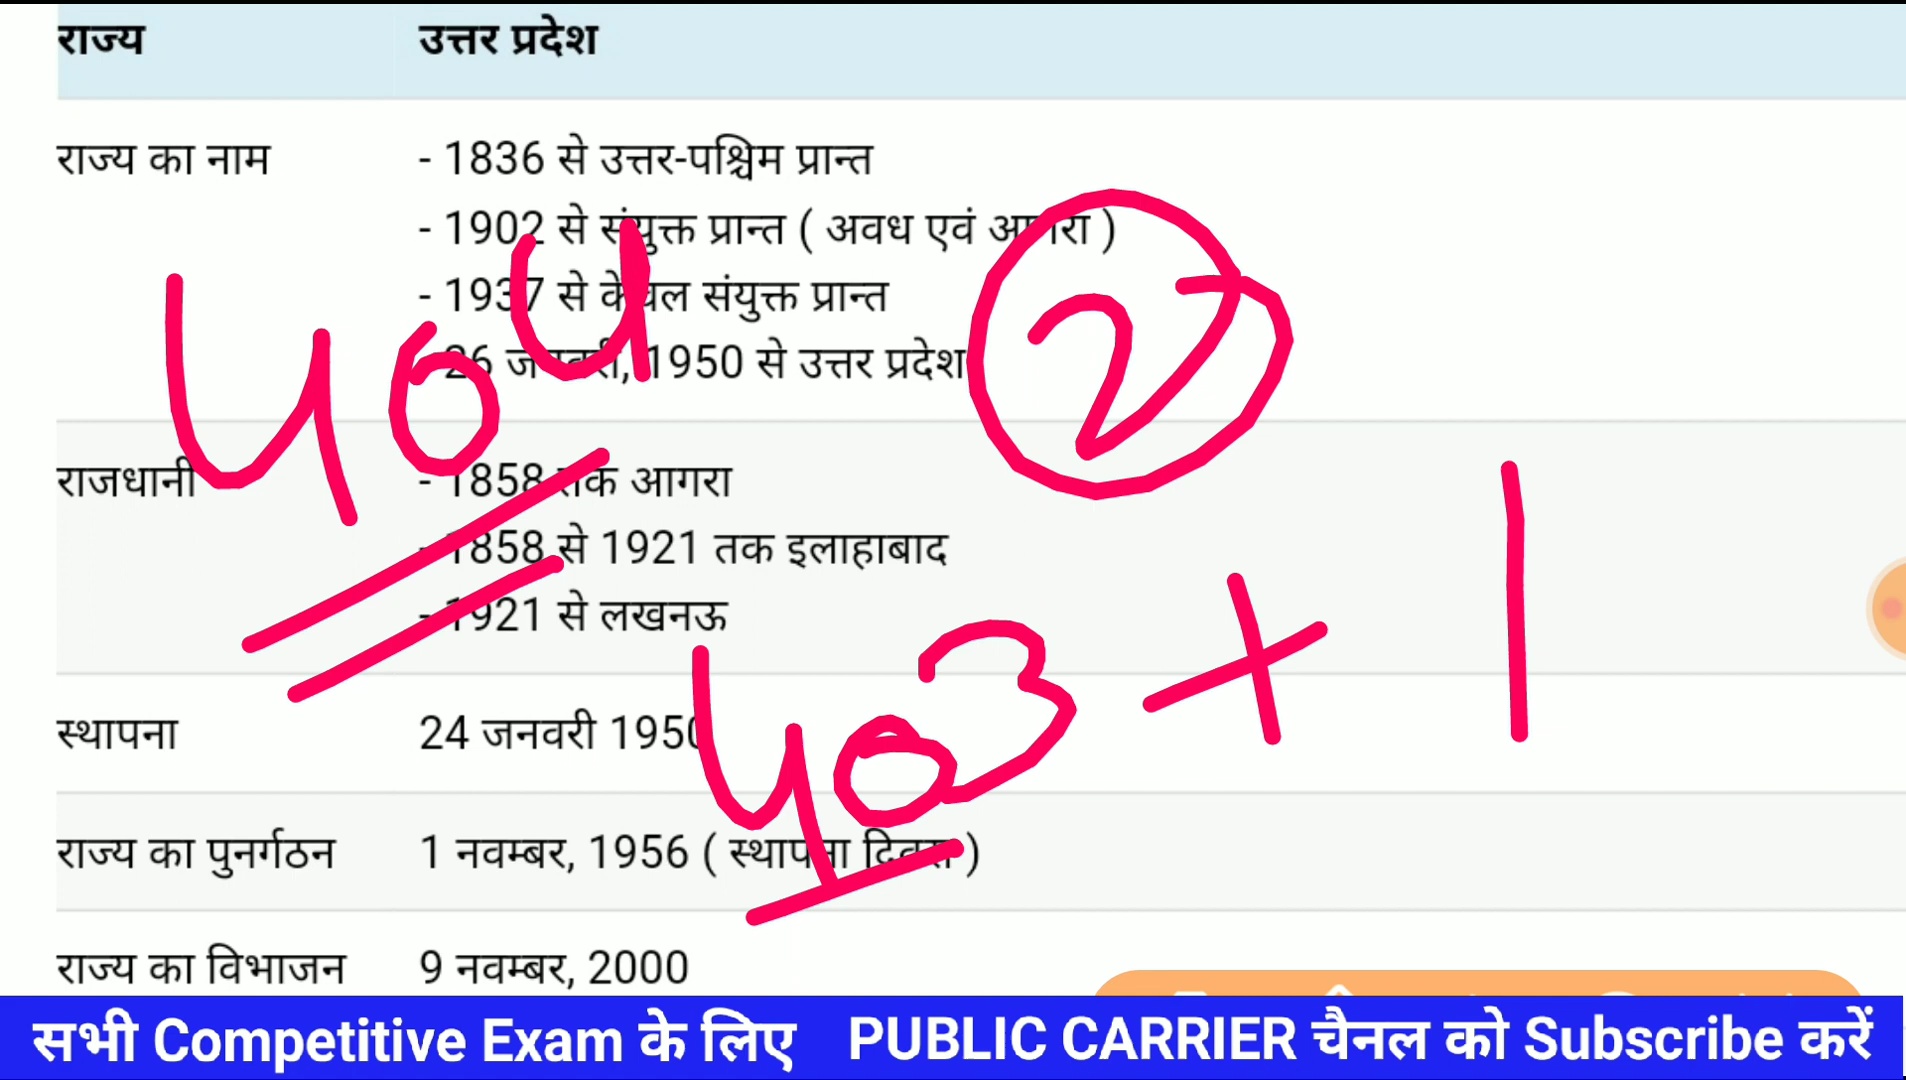 राज्य उत्तर प्रदेश
राज्य का नाम - 1836 से उत्तर-पश्चिम प्रान्त
- 1902 से संयुक्त प्रान्त ( अवध एवं आगरा )
- 1937 से केवल संयुक्त प्रान्त
- 26 जनवरी, 1950 से उत्तर प्रदेश
404
2
राजधानी - 1858 तक आगरा
- 1858 से 1921 तक इलाहाबाद
- 1921 से लखनऊ
403 + 1
स्थापना 24 जनवरी 1950
राज्य का पुनर्गठन 1 नवम्बर, 1956 ( स्थापना दिवस )
राज्य का विभाजन 9 नवम्बर, 2000
सभी Competitive Exam के लिए PUBLIC CARRIER चैनल को Subscribe करें